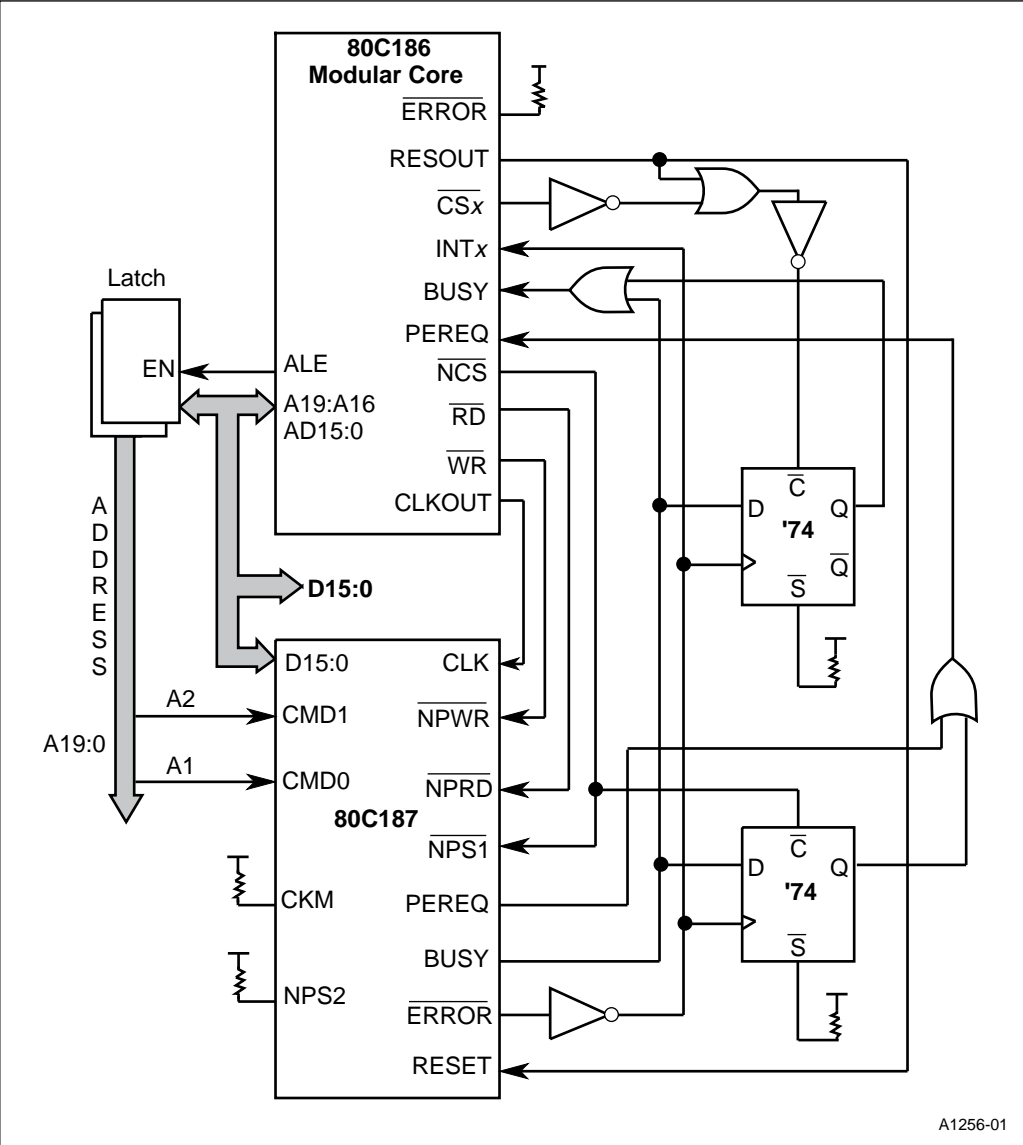 80C186
Modular Core
ERROR
RESOUT
CSx
INTx
BUSY
PEREQ
NCS
RD
WR
CLKOUT
ALE
A19:A16
AD15:0
Latch
EN
ADDRESS
A19:0
A2
A1
D15:0
D15:0
CMD1
CMD0
80C187
CKM
NPS2
CLK
NPWR
NPRD
NPS1
PEREQ
BUSY
ERROR
RESET
C
D
Q
'74
Q
S
C
D
Q
'74
S
A1256-01